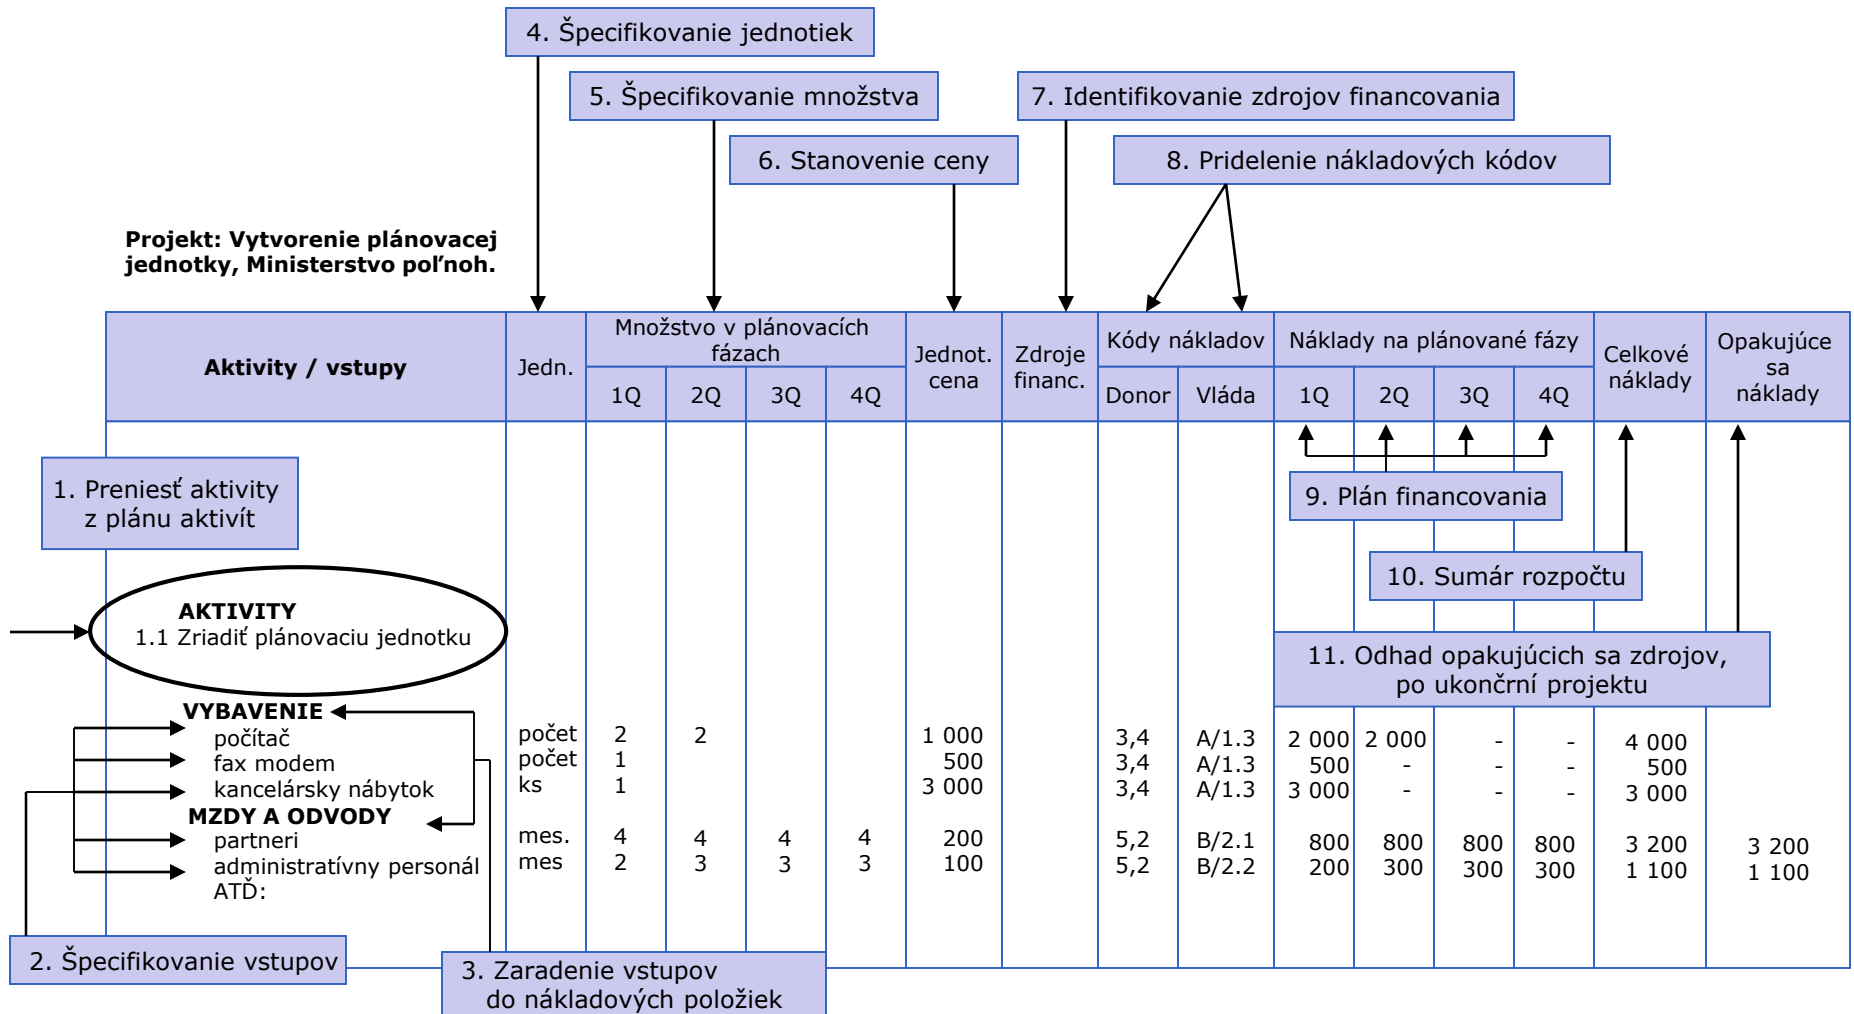 4. Špecifikovanie jednotiek
5. Špecifikovanie množstva
7. Identifikovanie zdrojov financovania
6. Stanovenie ceny
8. Pridelenie nákladových kódov
Projekt: Vytvorenie plánovacej
jednotky, Ministerstvo poľnoh.
Aktivity / vstupy
Jedn.
Množstvo v plánovacích
fázach
1Q 2Q 3Q 4Q
Jednot.
cena
Zdroje
financ.
Kódy nákladov
Donor Vláda
Náklady na plánované fázy
1Q 2Q 3Q 4Q
Celkové
náklady
Opakujúce
sa
náklady
1. Preniesť aktivity
z plánu aktivít
9. Plán financovania
10. Sumár rozpočtu
AKTIVITY
1.1 Zriadiť plánovaciu jednotku
11. Odhad opakujúcich sa zdrojov,
po ukončrní projektu
VYBAVENIE
počítač počet 2 2 1 000 3,4 A/1.3 2 000 2 000 - - 4 000
fax modem počet 1 500 3,4 A/1.3 500 - - - 500
kancelársky nábytok ks 1 3 000 3,4 A/1.3 3 000 - - - 3 000
MZDY A ODVODY
partneri mes. 4 4 4 4 200 5,2 B/2.1 800 800 800 800 3 200 3 200
administratívny personál mes 2 3 3 3 100 5,2 B/2.2 200 300 300 300 1 100 1 100
ATĎ:
2. Špecifikovanie vstupov
3. Zaradenie vstupov
do nákladových položiek